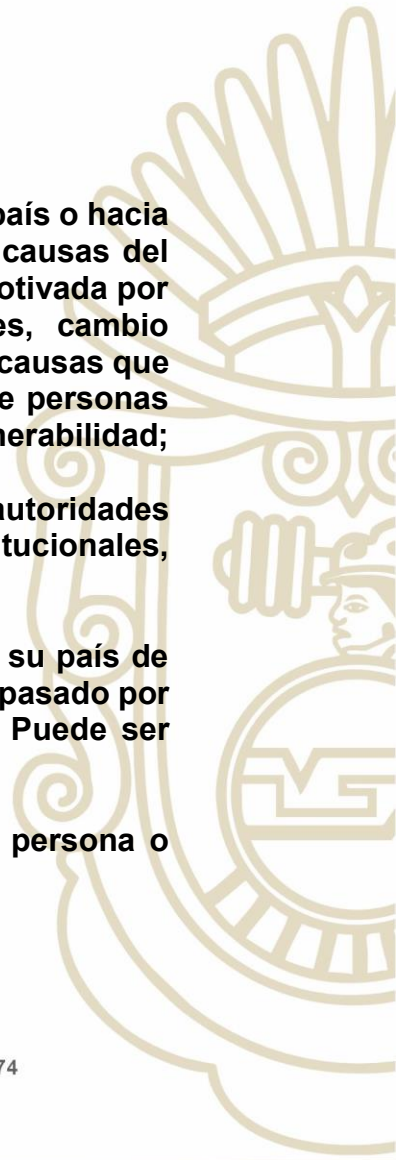 país o hacia
causas del
otivada por
es, cambio
causas que
e personas
nerabilidad;
autoridades
itucionales,
su país de
pasado por
Puede ser
persona o
74